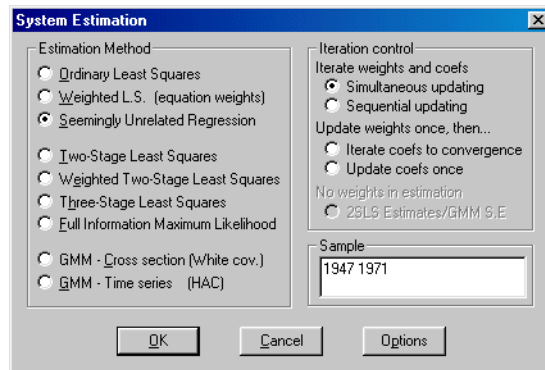 System Estimation
Estimation Method
Ordinary Least Squares
Weighted L.S. (equation weights)
Seemingly Unrelated Regression
Two-Stage Least Squares
Weighted Two-Stage Least Squares
Three-Stage Least Squares
Full Information Maximum Likelihood
GMM - Cross section (White cov.)
GMM - Time series (HAC)
Iteration control
Iterate weights and coefs
Simultaneous updating
Sequential updating
Update weights once, then...
Iterate coefs to convergence
Update coefs once
No weights in estimation
2SLS Estimates/GMM S.E
Sample
1947 1971
OK
Cancel
Options